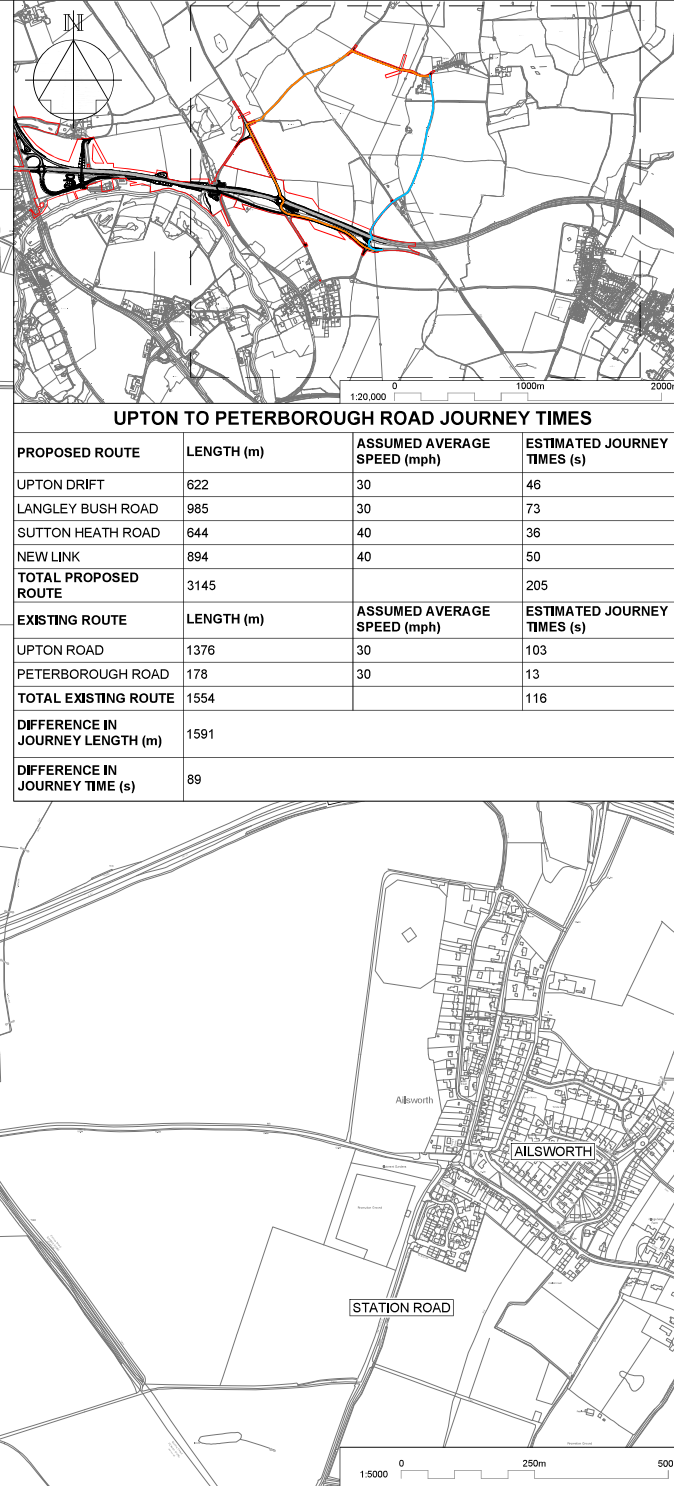 N
1:20,000
0
1000m
2000m
UPTON TO PETERBOROUGH ROAD JOURNEY TIMES
PROPOSED ROUTE LENGTH (m) ASSUMED AVERAGE SPEED (mph) ESTIMATED JOURNEY TIMES (s)
UPTON DRIFT 622 30 46
LANGLEY BUSH ROAD 985 30 73
SUTTON HEATH ROAD 644 40 36
NEW LINK 894 40 50
TOTAL PROPOSED ROUTE 3145 205
EXISTING ROUTE LENGTH (m) ASSUMED AVERAGE SPEED (mph) ESTIMATED JOURNEY TIMES (s)
UPTON ROAD 1376 30 103
PETERBOROUGH ROAD 178 30 13
TOTAL EXISTING ROUTE 1554 116
DIFFERENCE IN JOURNEY LENGTH (m) 1591
DIFFERENCE IN JOURNEY TIME (s) 89
Ailsworth
AILSWORTH
Recreation Ground
STATION ROAD
1:5000
0
250m
500